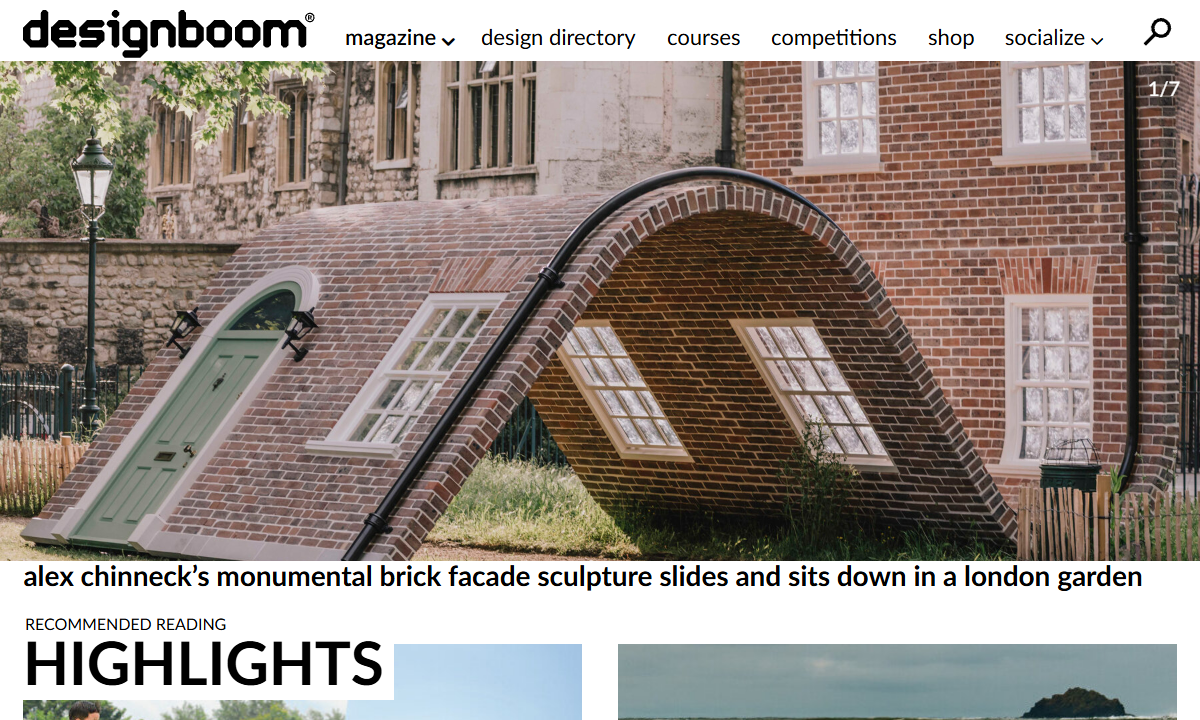 designboom®
magazine design directory courses competitions shop socialize
1/7
alex chinneck’s monumental brick facade sculpture slides and sits down in a london garden
RECOMMENDED READING
HIGHLIGHTS